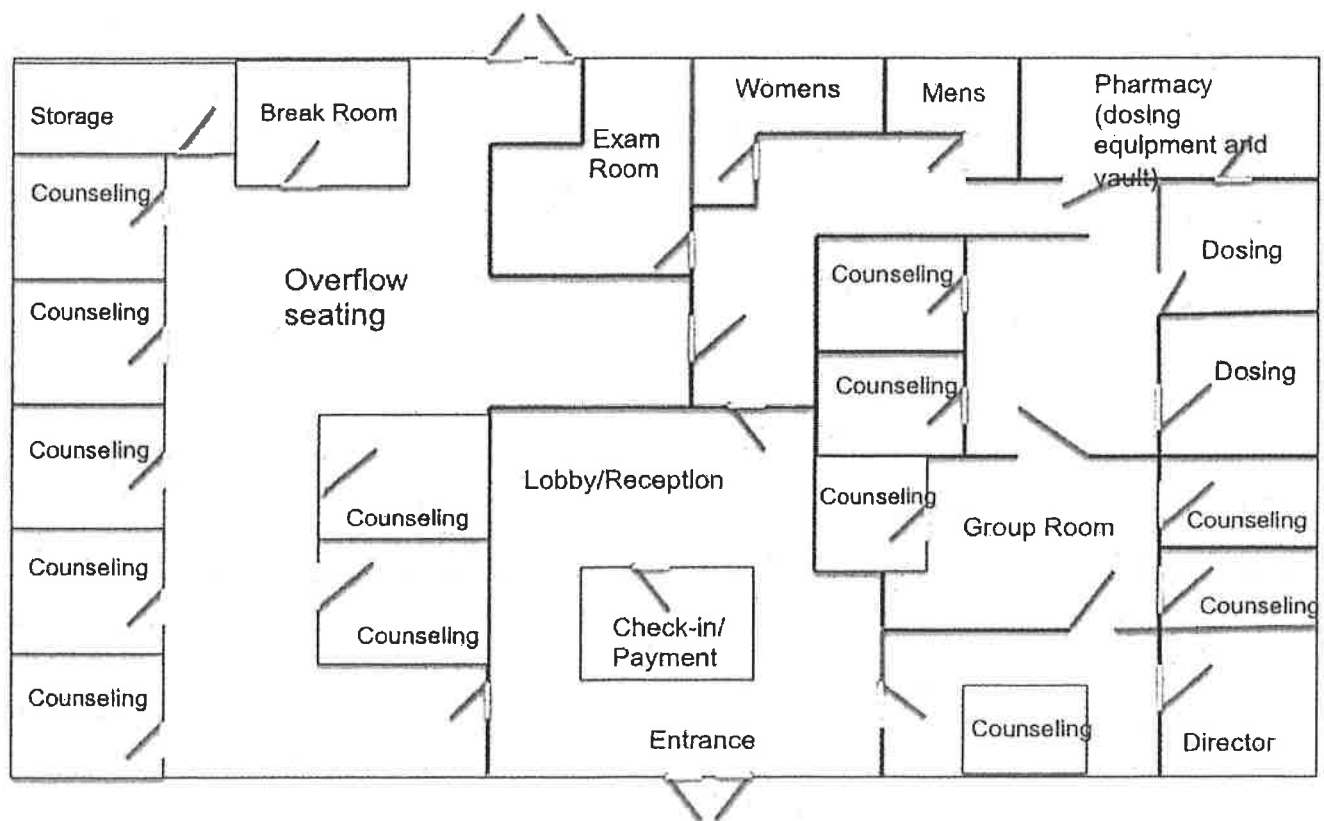 Storage
Break Room
Exam
Room
Womens
Mens
Pharmacy
(dosing
equipment and
vault)
Counseling
Counseling
Counseling
Counseling
Counseling
Overflow
seating
Counseling
Counseling
Lobby/Reception
Check-in/
Payment
Entrance
Counseling
Counseling
Counseling
Group Room
Dosing
Dosing
Counseling
Counseling
Counseling
Director